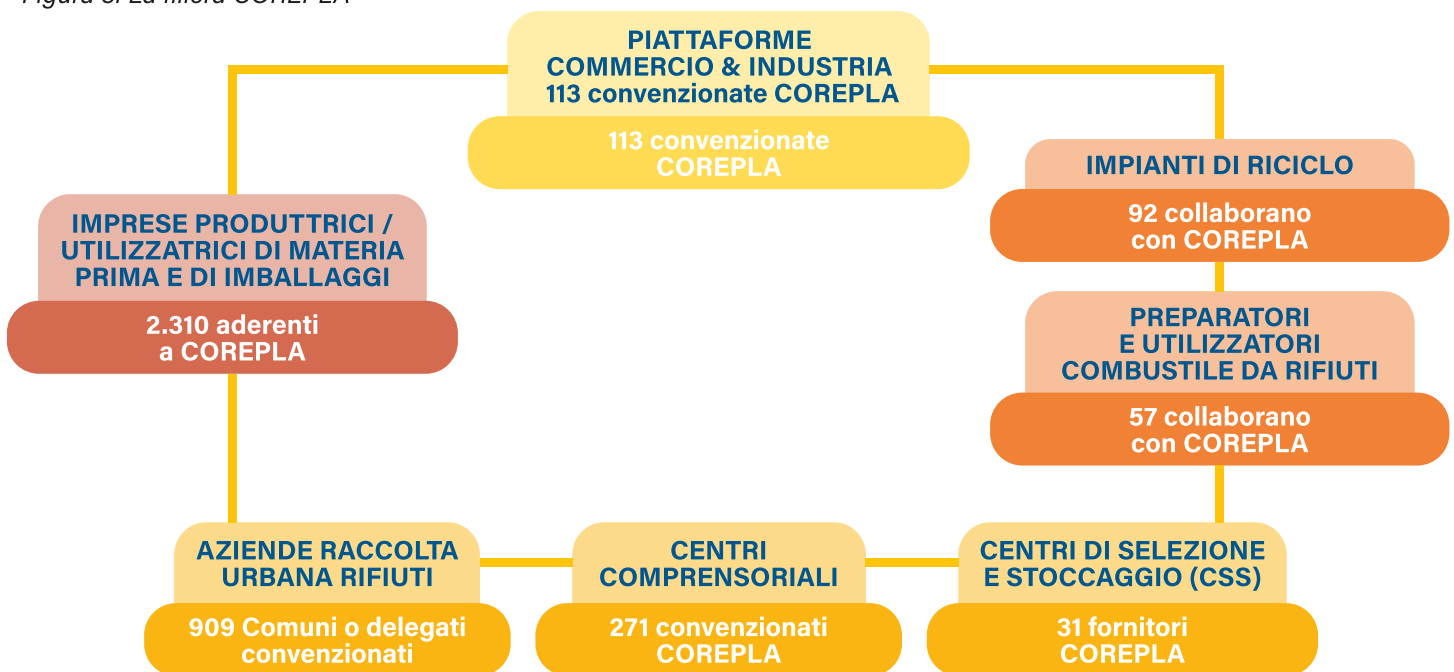 PIATTAFORME
COMMERCIO & INDUSTRIA
113 convenzionate COREPLA
113 convenzionate
COREPLA
IMPRESE PRODUTTRICI /
UTILIZZATRICI DI MATERIA
PRIMA E DI IMBALLAGGI
2.310 aderenti
a COREPLA
IMPIANTI DI RICICLO
92 collaborano
con COREPLA
PREPARATORI
E UTILIZZATORI
COMBUSTILE DA RIFIUTI
57 collaborano
con COREPLA
AZIENDE RACCOLTA
URBANA RIFIUTI
909 Comuni o delegati
convenzionati
CENTRI
COMPRENSORIALI
271 convenzionati
COREPLA
CENTRI DI SELEZIONE
E STOCCAGGIO (CSS)
31 fornitori
COREPLA